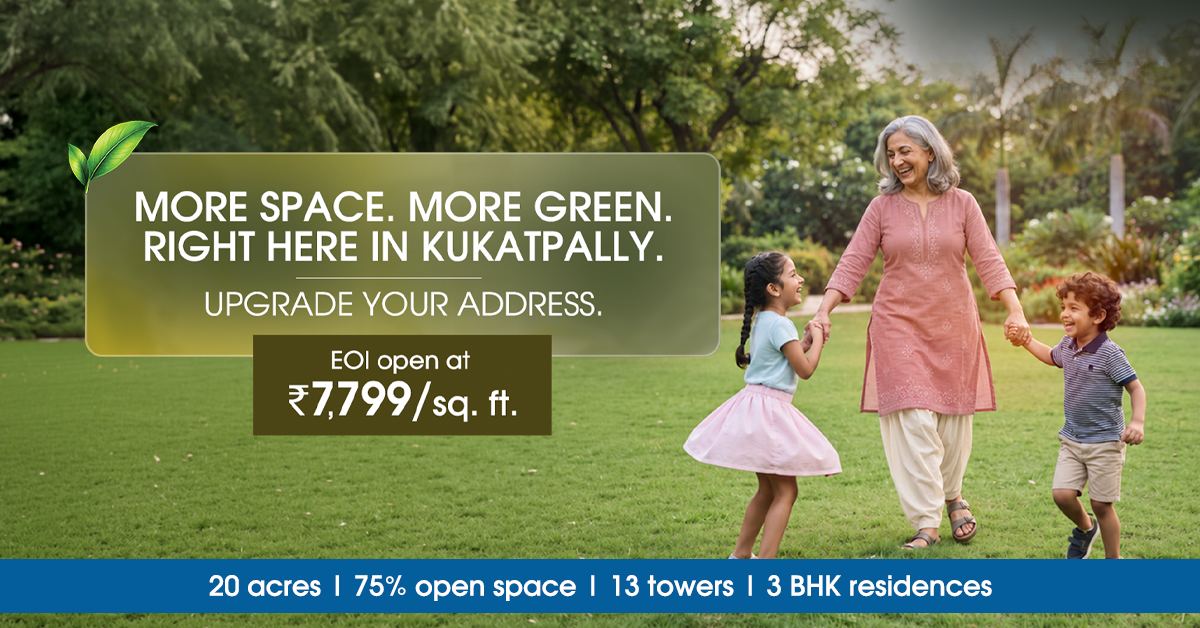 MORE SPACE. MORE GREEN.
RIGHT HERE IN KUKATPALLY.
UPGRADE YOUR ADDRESS.
EOI open at
₹7,799/sq. ft.
20 acres | 75% open space | 13 towers | 3 BHK residences